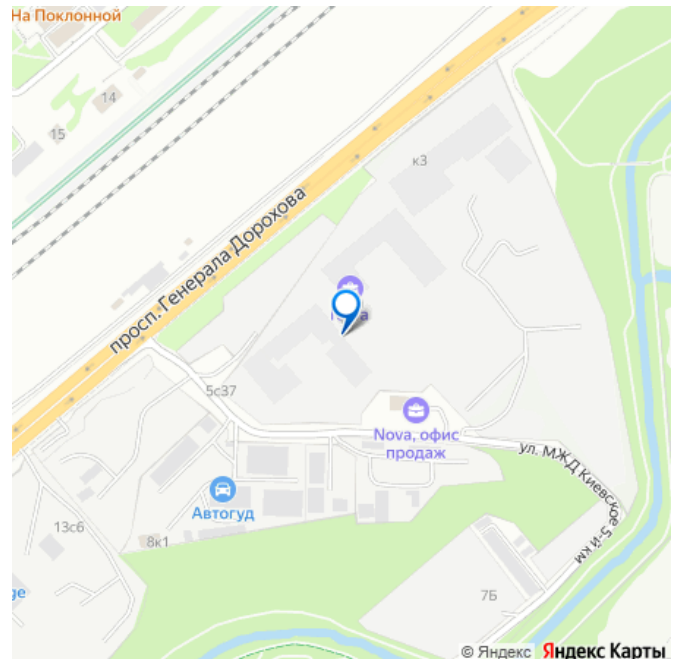 На Поклонной
14
15
к3
просп. Генерала Дорохова
5с37
Nova, офис
продаж
ул. МЖД Киевское 5-й км
Автогуд
13с6
8к1
7Б
ge
© Яндекс Яндекс Карты